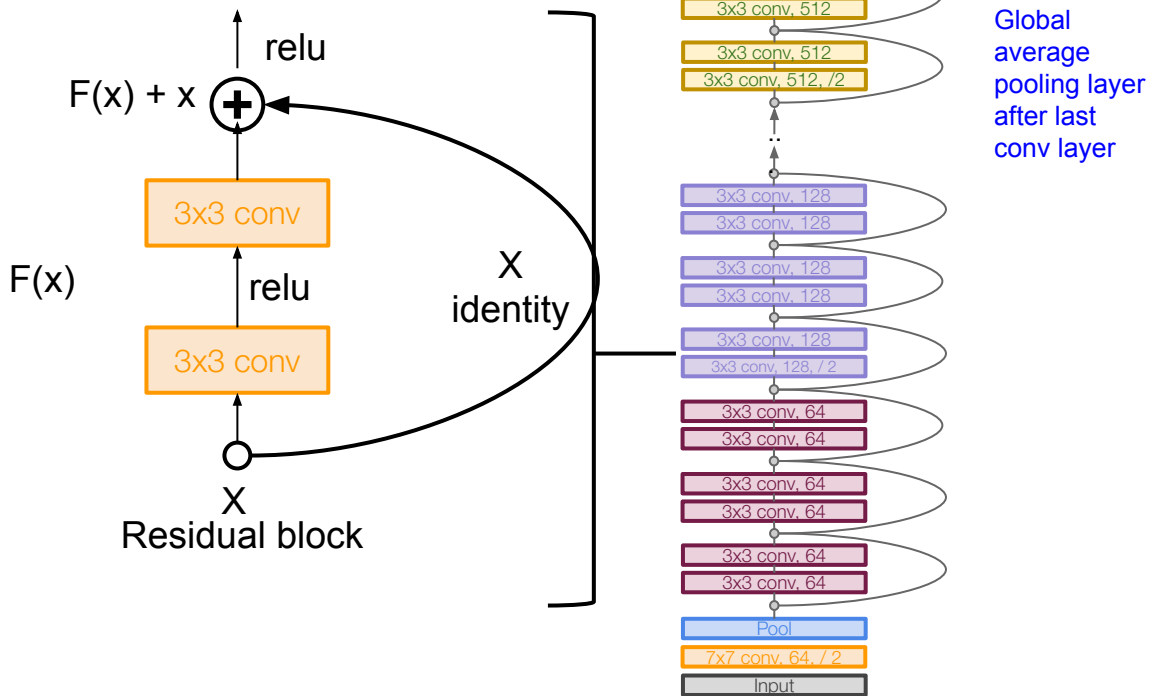 relu
F(x) + x
3x3 conv
F(x)
relu
X
identity
3x3 conv
X
Residual block
3x3 conv, 512
3x3 conv, 512
3x3 conv, 512, /2
..
3x3 conv, 128
3x3 conv, 128
3x3 conv, 128
3x3 conv, 128
3x3 conv, 128
3x3 conv, 128, / 2
3x3 conv, 64
3x3 conv, 64
3x3 conv, 64
3x3 conv, 64
3x3 conv, 64
3x3 conv, 64
Pool
7x7 conv, 64, / 2
Input
Global
average
pooling layer
after last
conv layer